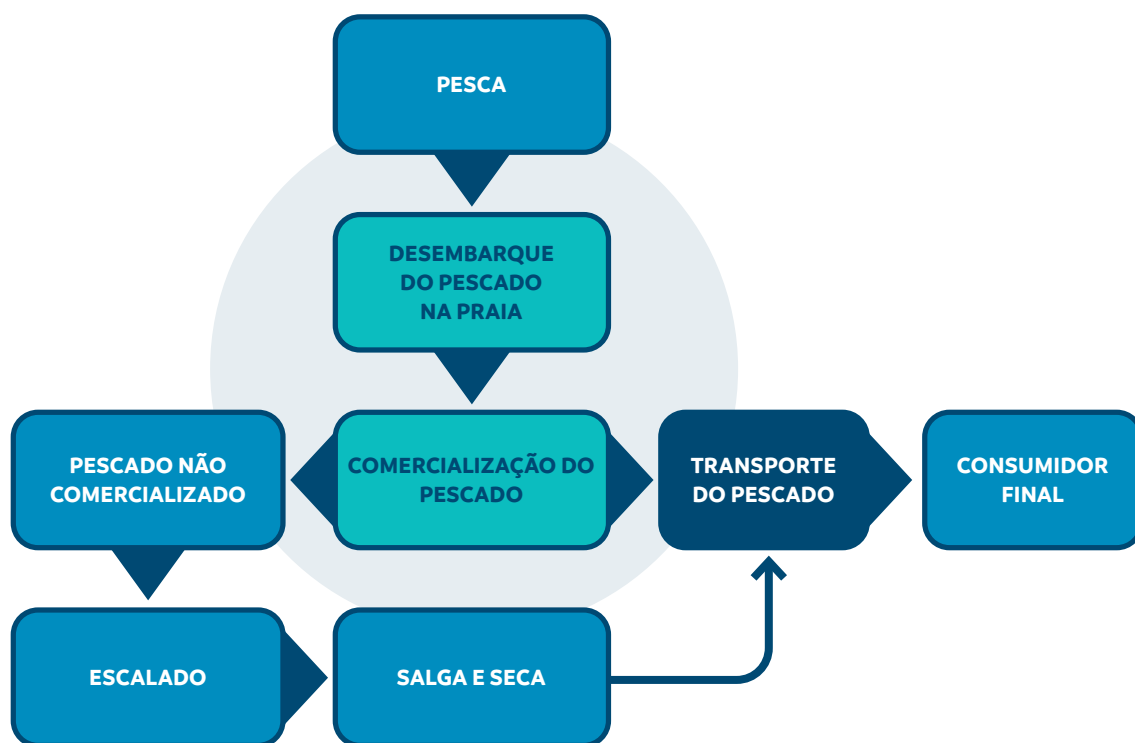 PESCA
DESEMBARQUE
DO PESCADO
NA PRAIA
PESCADO NÃO
COMERCIALIZADO
COMERCIALIZAÇÃO DO
PESCADO
TRANSPORTE
DO PESCADO
CONSUMIDOR
FINAL
ESCALADO
SALGA E SECA